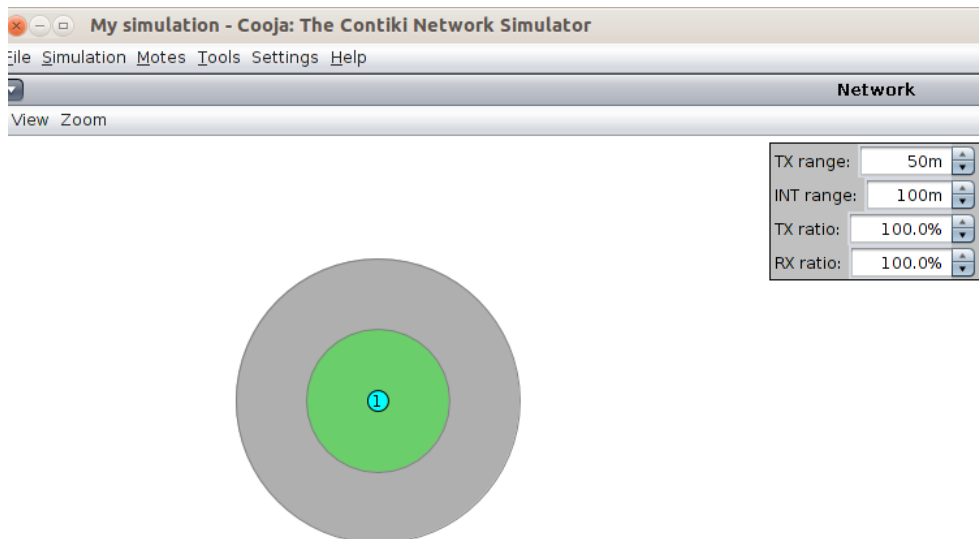 My simulation - Cooja: The Contiki Network Simulator
File Simulation Motes Tools Settings Help
Network
View Zoom
TX range: 50m
INT range: 100m
TX ratio: 100.0%
RX ratio: 100.0%
1